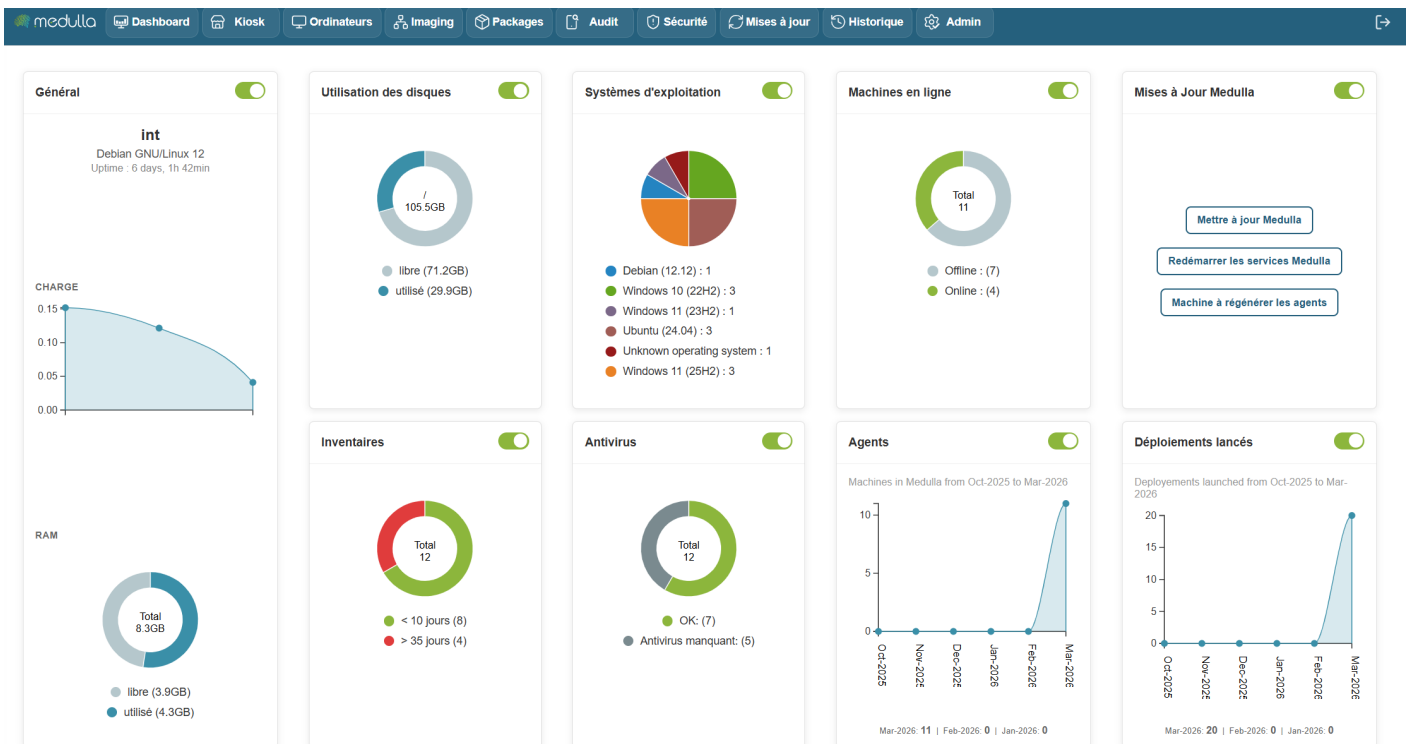 medulla
Dashboard
Kiosk
Ordinateurs
Imaging
Packages
Audit
Sécurité
Mises à jour
Historique
Admin
Général
int
Debian GNU/Linux 12
Uptime : 6 days, 1h 42min
CHARGE
0.15
0.10
0.05
0.00
RAM
Total
8.3GB
libre (3.9GB)
utilisé (4.3GB)
Utilisation des disques
/
105.5GB
libre (71.2GB)
utilisé (29.9GB)
Systèmes d'exploitation
Debian (12.12) : 1
Windows 10 (22H2) : 3
Windows 11 (23H2) : 1
Ubuntu (24.04) : 3
Unknown operating system : 1
Windows 11 (25H2) : 3
Machines en ligne
Total
11
Offline : (7)
Online : (4)
Mises à Jour Medulla
Mettre à jour Medulla
Redémarrer les services Medulla
Machine à régénérer les agents
Inventaires
Total
12
< 10 jours (8)
> 35 jours (4)
Antivirus
Total
12
OK: (7)
Antivirus manquant: (5)
Agents
Machines in Medulla from Oct-2025 to Mar-2026
10
5
0
Oct-2025
Nov-2025
Dec-2025
Jan-2026
Feb-2026
Mar-2026
Mar-2026: 11 | Feb-2026: 0 | Jan-2026: 0
Déploiements lancés
Deployements launched from Oct-2025 to Mar-
2026
20
15
10
5
0
Oct-2025
Nov-2025
Dec-2025
Jan-2026
Feb-2026
Mar-2026
Mar-2026: 20 | Feb-2026: 0 | Jan-2026: 0